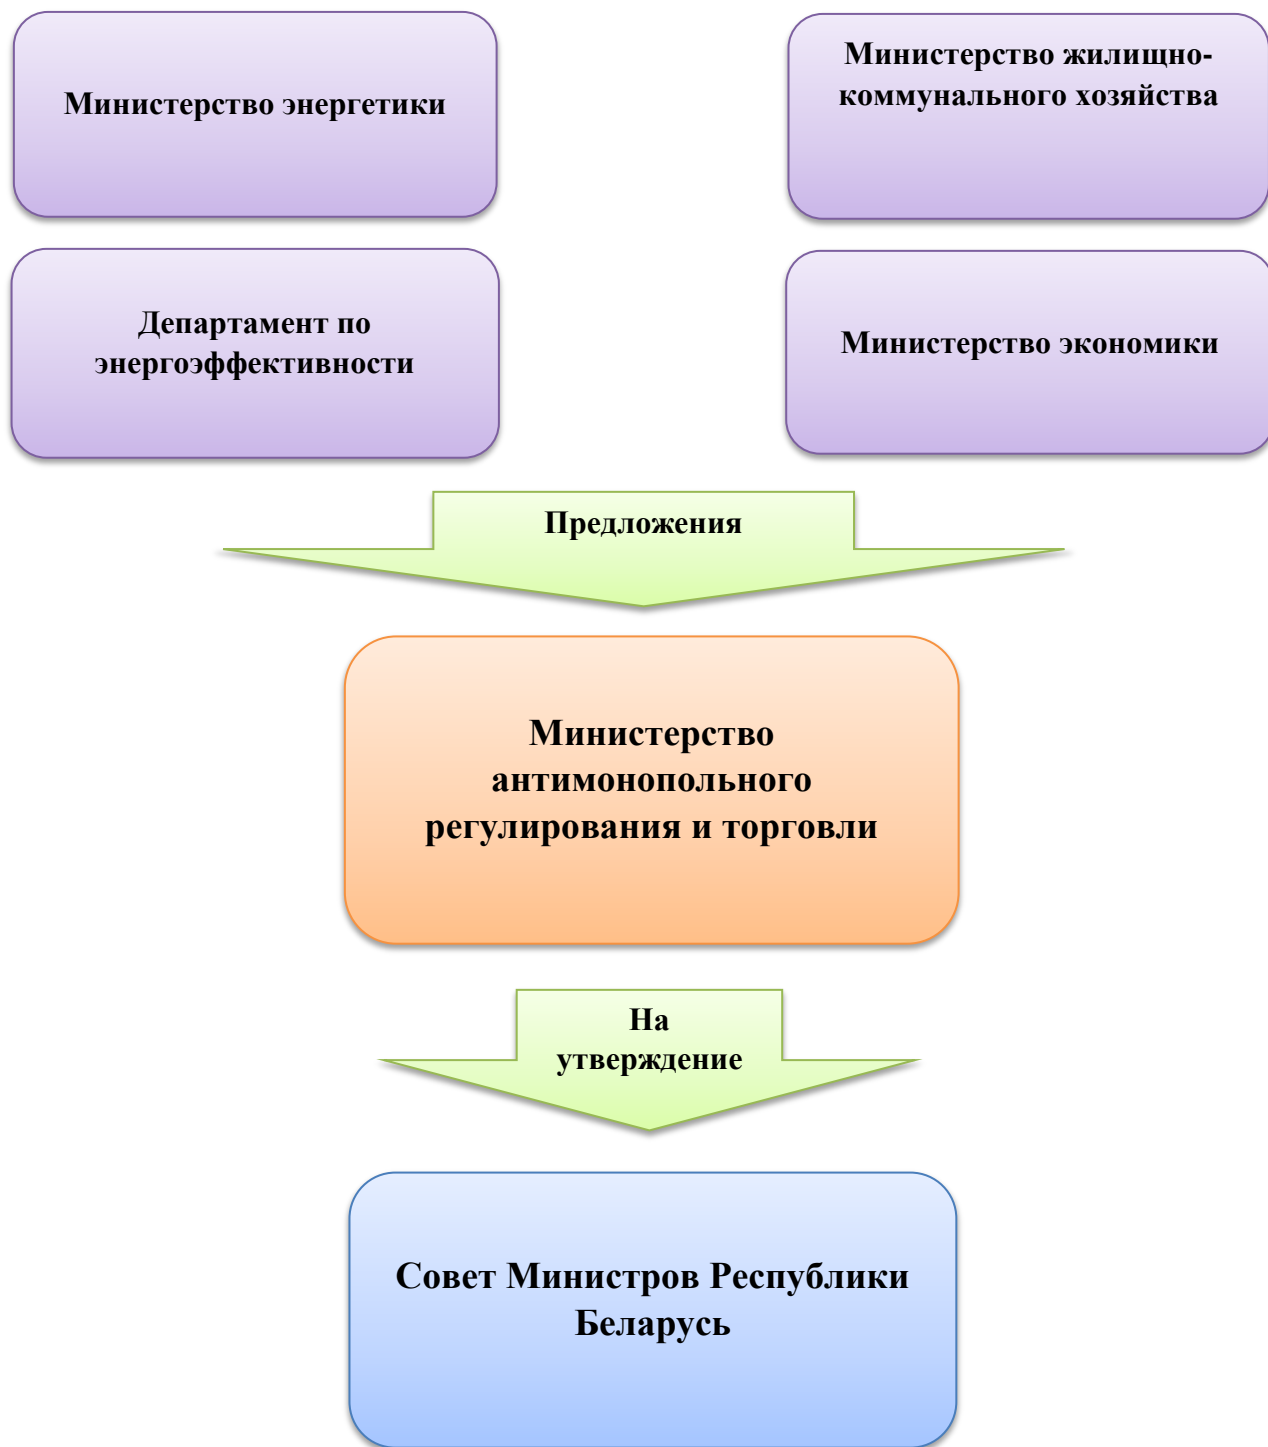 Министерство энергетики
Министерство жилищно-
коммунального хозяйства
Департамент по
энергоэффективности
Министерство экономики
Предложения
Министерство
антимонопольного
регулирования и торговли
На
утверждение
Совет Министров Республики
Беларусь